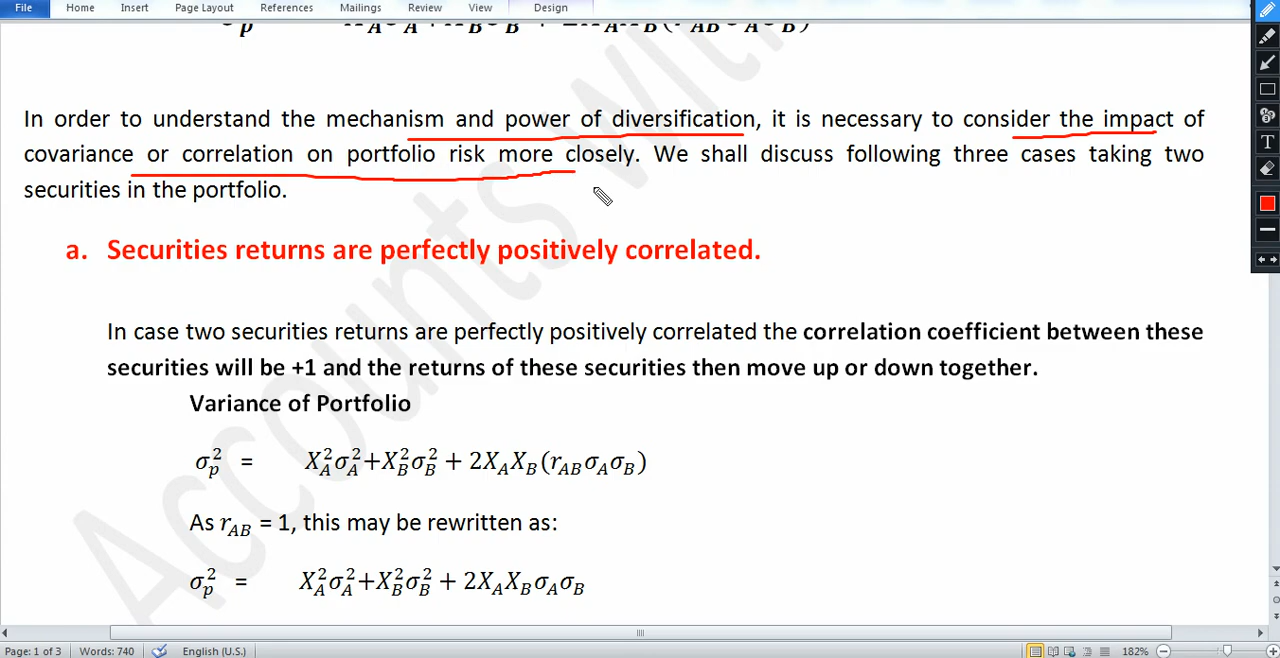 File Home Insert Page Layout References Mailings Review View Design
In order to understand the mechanism and power of diversification, it is necessary to consider the impact of
covariance or correlation on portfolio risk more closely. We shall discuss following three cases taking two
securities in the portfolio.
a. Securities returns are perfectly positively correlated.
In case two securities returns are perfectly positively correlated the correlation coefficient between these
securities will be +1 and the returns of these securities then move up or down together.
Variance of Portfolio
σ_p^2 = X_A^2σ_A^2+X_B^2σ_B^2 + 2X_AX_B(r_ABσ_Aσ_B)
As r_AB = 1, this may be rewritten as:
σ_p^2 = X_A^2σ_A^2+X_B^2σ_B^2 + 2X_AX_Bσ_Aσ_B
Accounts with
Page: 1 of 3 Words: 740 English (U.S.) 182%